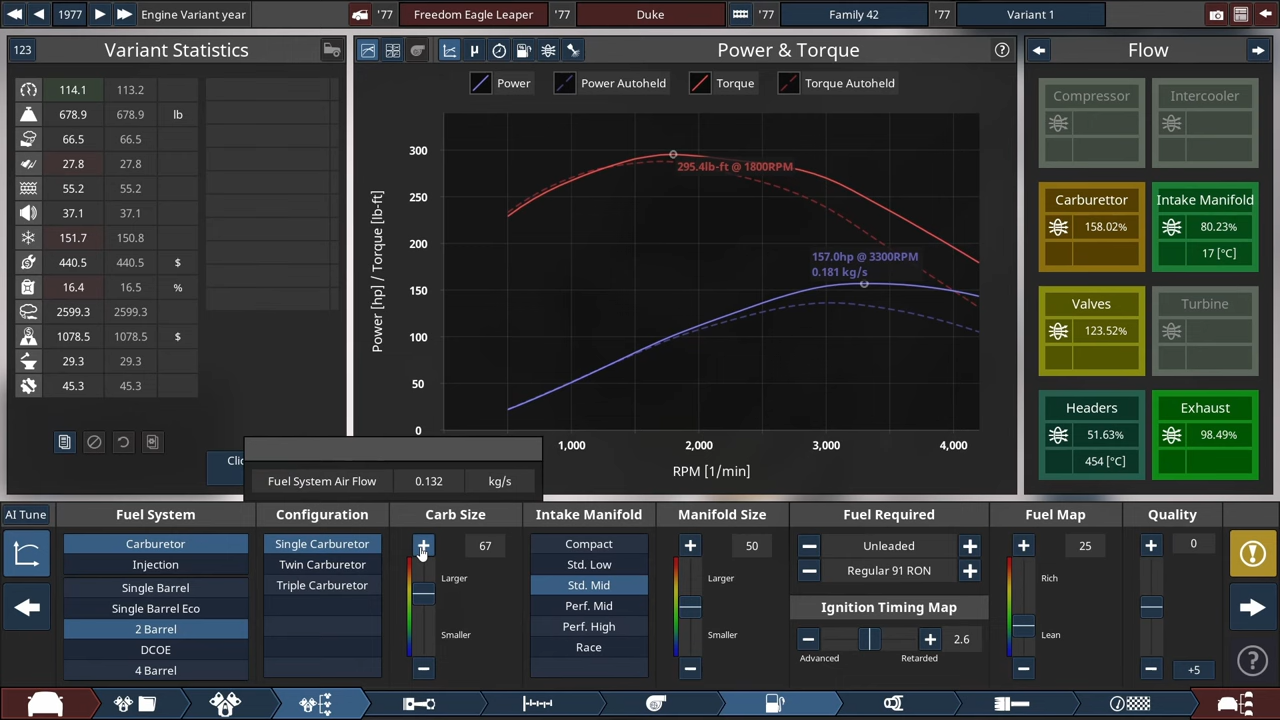 1977
Engine Variant year
'77
Freedom Eagle Leaper
'77
Duke
'77
Family 42
'77
Variant 1
123
Variant Statistics
114.1 113.2
678.9 678.9 lb
66.5 66.5
27.8 27.8
55.2 55.2
37.1 37.1
151.7 150.8
440.5 440.5 $
16.4 16.5 %
2599.3 2599.3
1078.5 1078.5 $
29.3 29.3
45.3 45.3
Power & Torque
Power
Power Autoheld
Torque
Torque Autoheld
Power [hp] / Torque [lb-ft]
300
250
200
150
100
50
0
295.4lb-ft @ 1800RPM
157.0hp @ 3300RPM
0.181 kg/s
1,000
2,000
3,000
4,000
RPM [1/min]
Flow
Compressor
Intercooler
Carburettor
158.02%
Intake Manifold
80.23%
17 [°C]
Valves
123.52%
Turbine
Headers
51.63%
454 [°C]
Exhaust
98.49%
Fuel System Air Flow 0.132 kg/s
AI Tune
Fuel System
Carburetor
Injection
Single Barrel
Single Barrel Eco
2 Barrel
DCOE
4 Barrel
Configuration
Single Carburetor
Twin Carburetor
Triple Carburetor
Carb Size
67
Larger
Smaller
Intake Manifold
Compact
Std. Low
Std. Mid
Perf. Mid
Perf. High
Race
Manifold Size
50
Larger
Smaller
Fuel Required
Unleaded
Regular 91 RON
Ignition Timing Map
2.6
Advanced
Retarded
Fuel Map
25
Rich
Lean
Quality
0
+5